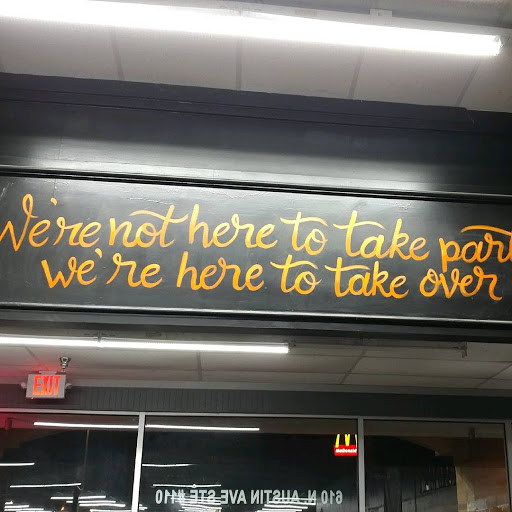 We're not here to take part
we're here to take over
EXIT
McDonald's
610 N. AUSTIN AVE STE #110